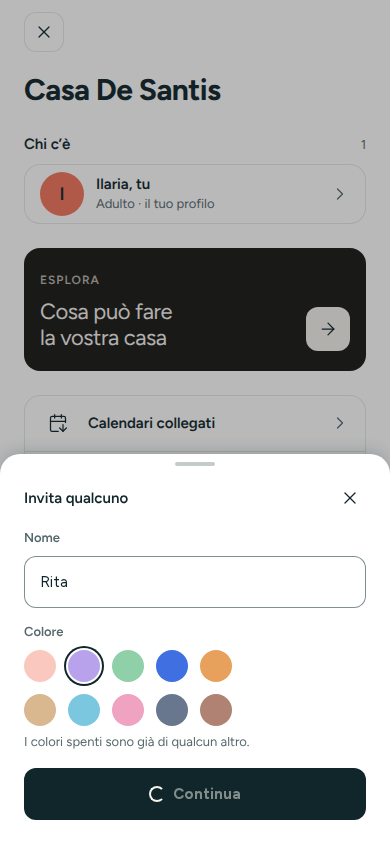 Casa De Santis
Chi c’è
1
I
Ilaria, tu
Adulto · il tuo profilo
ESPLORA
Cosa può fare
la vostra casa
Calendari collegati
Invita qualcuno
Nome
Rita
Colore
I colori spenti sono già di qualcun altro.
Continua